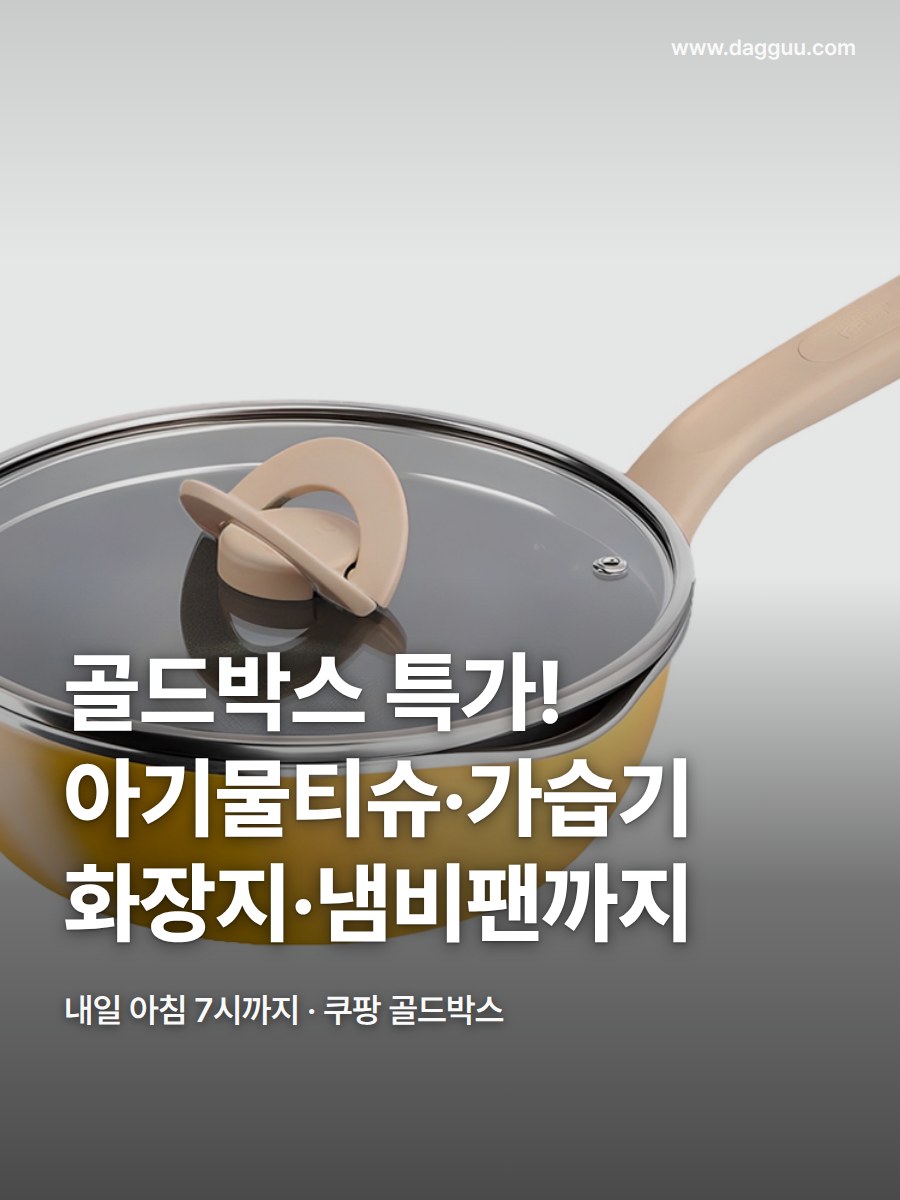 www.dagguu.com
골드박스 특가!
아기물티슈·가습기
화장지·냄비팬까지
내일 아침 7시까지 · 쿠팡 골드박스